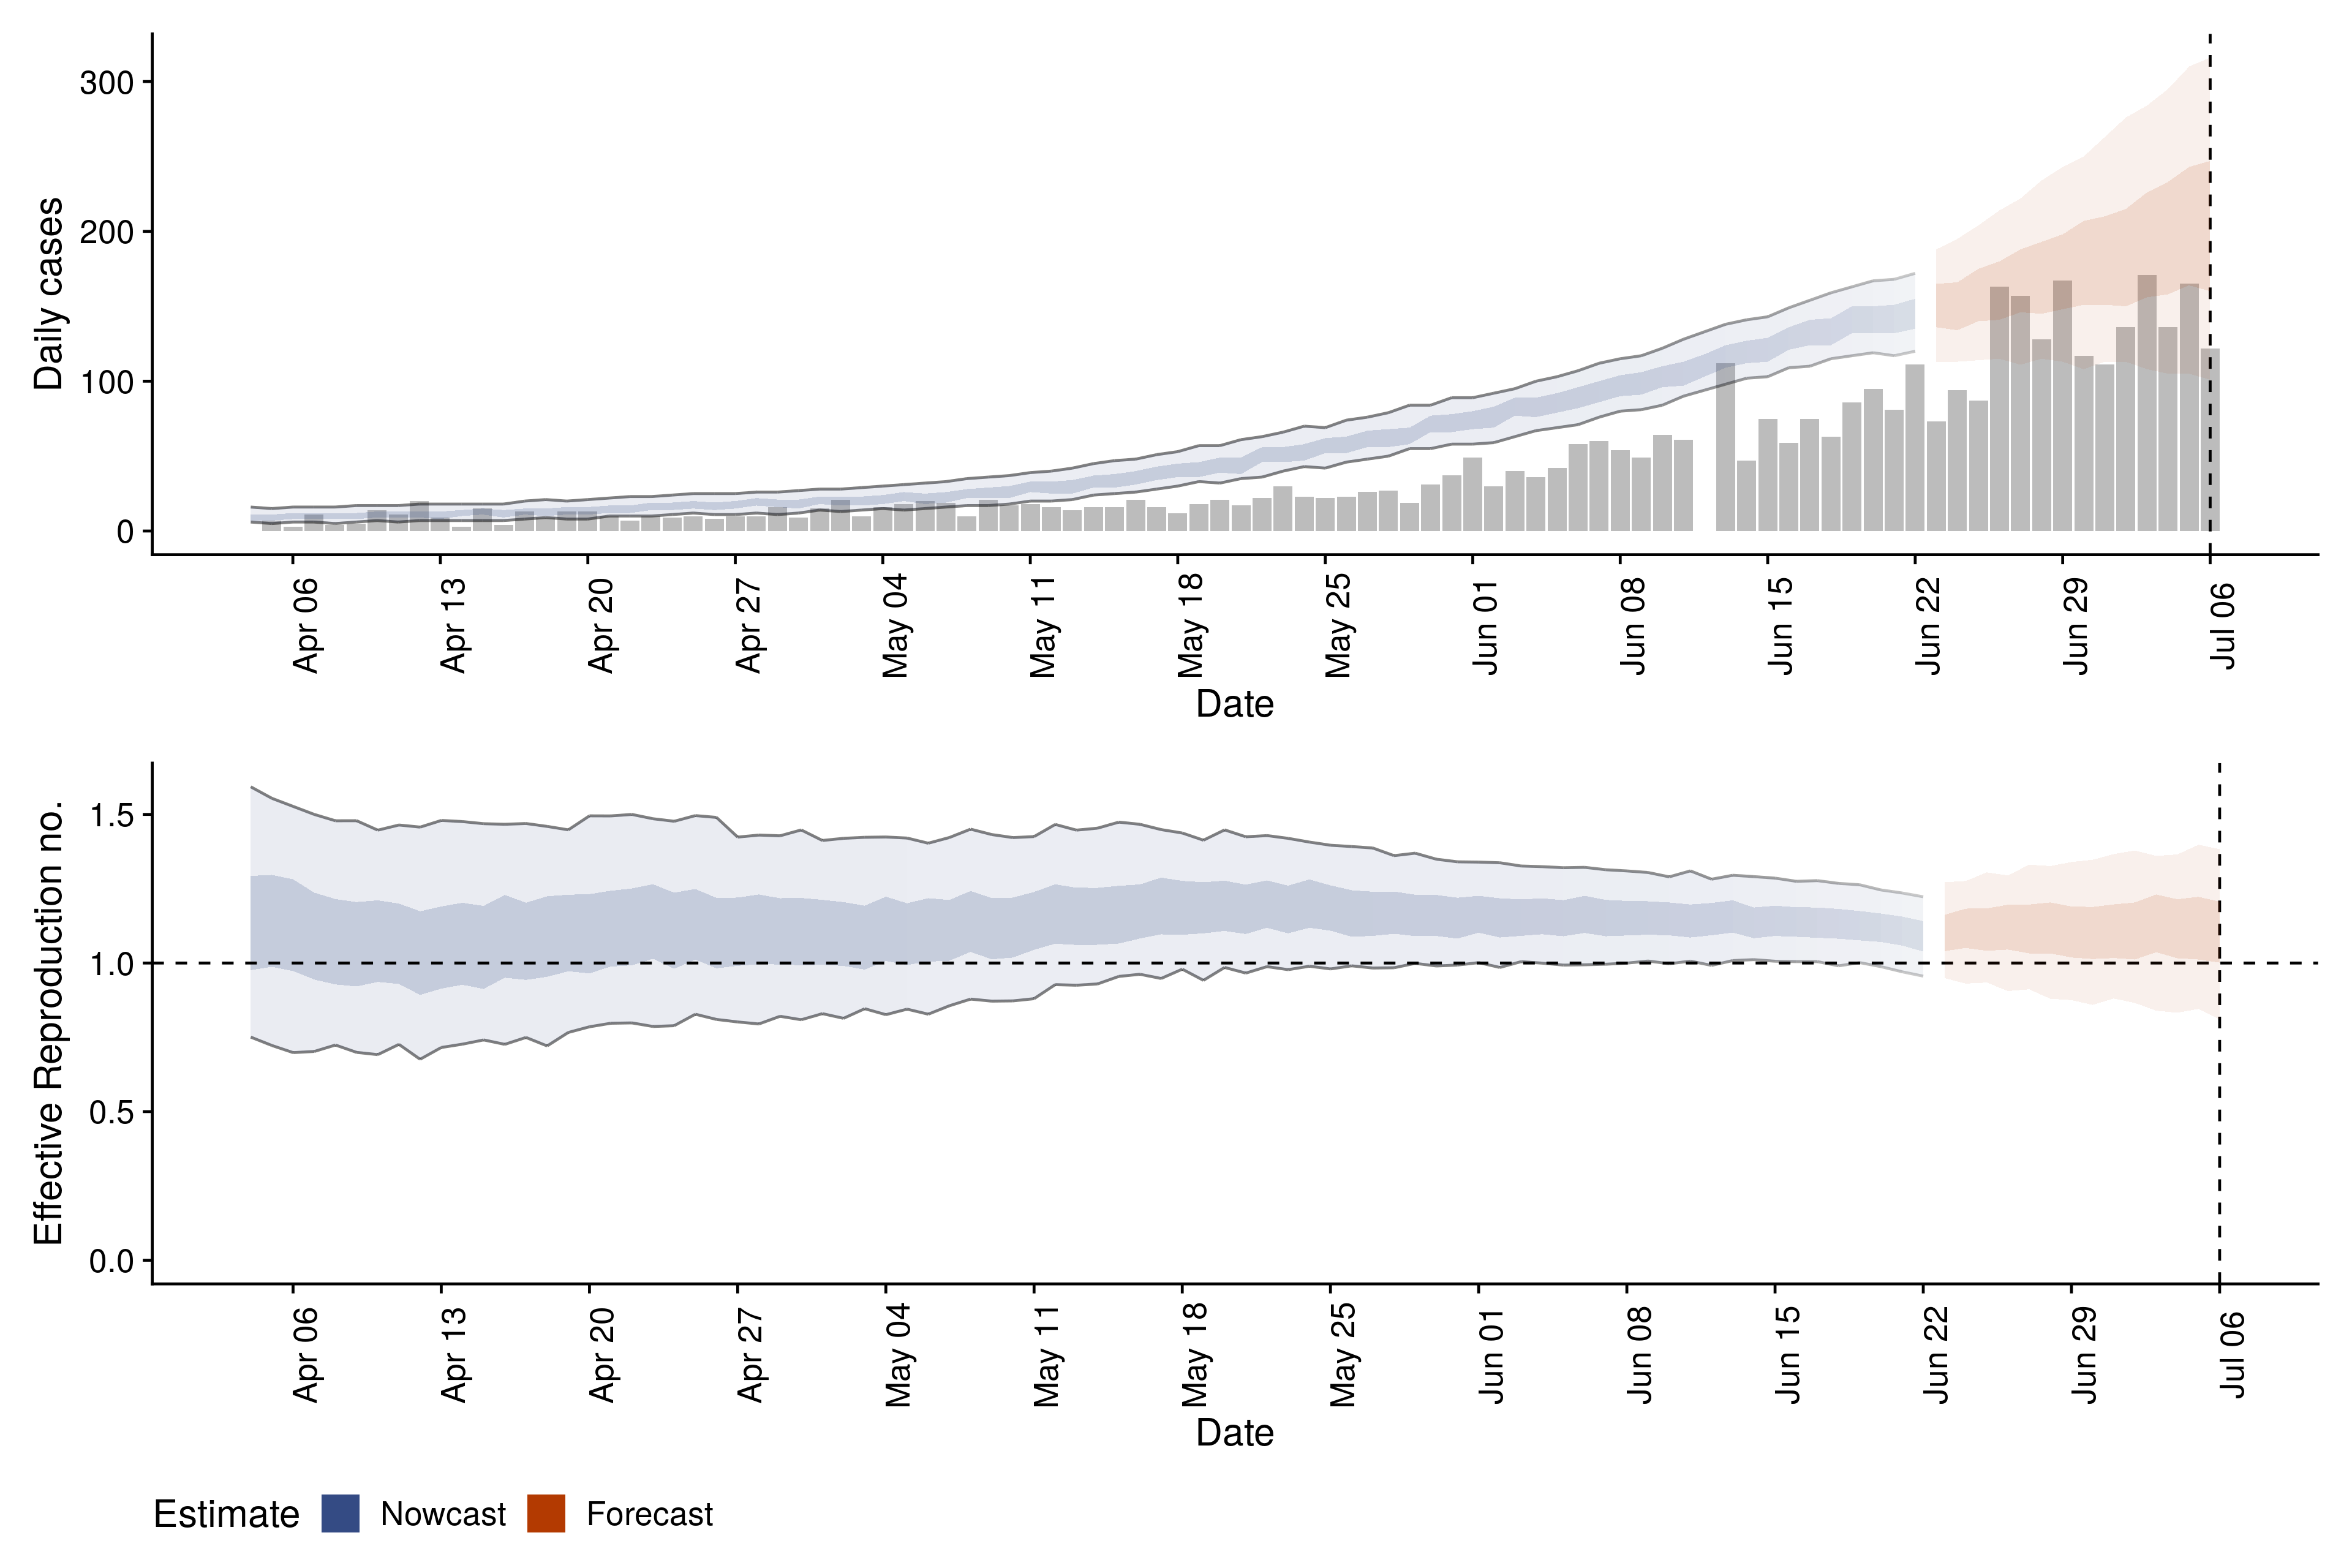 Daily cases
300
200
100
0
Apr 06 Apr 13 Apr 20 Apr 27 May 04 May 11 May 18 May 25 Jun 01 Jun 08 Jun 15 Jun 22 Jun 29 Jul 06
Date
Effective Reproduction no.
1.5
1.0
0.5
0.0
Apr 06 Apr 13 Apr 20 Apr 27 May 04 May 11 May 18 May 25 Jun 01 Jun 08 Jun 15 Jun 22 Jun 29 Jul 06
Date
Estimate Nowcast Forecast